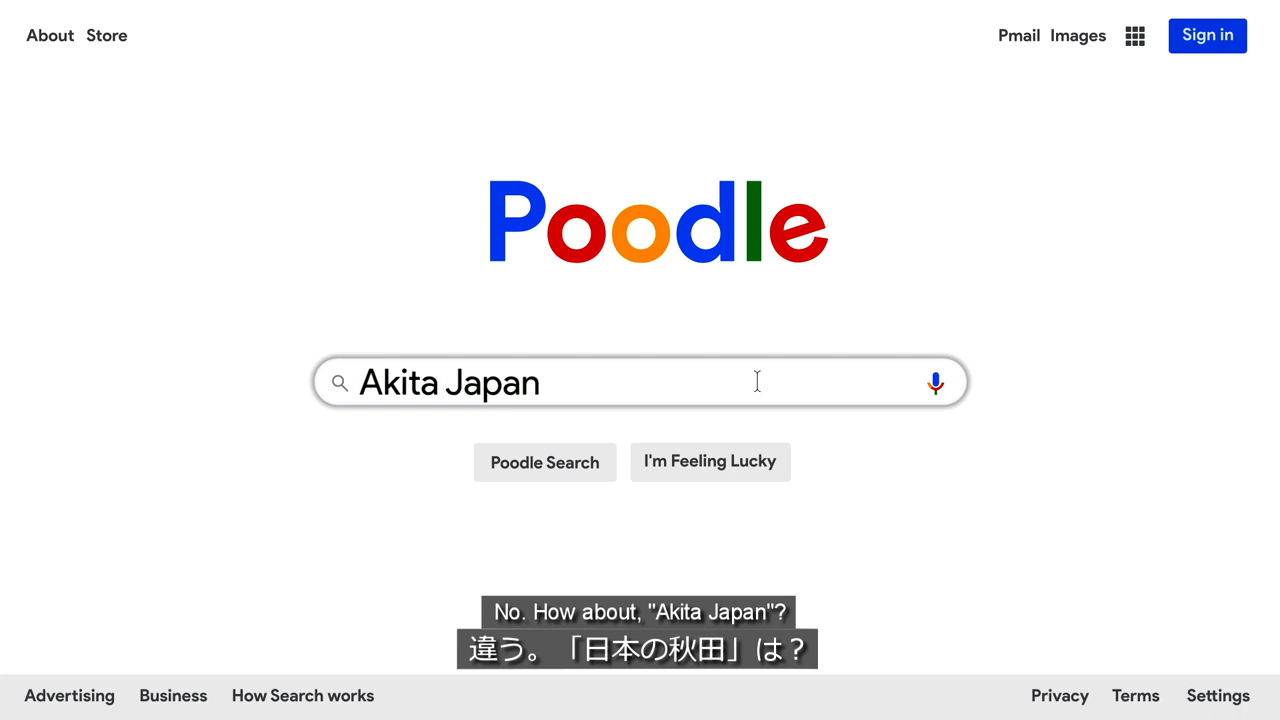 About Store
Pmail Images
Sign in
Poodle
Akita Japan
Poodle Search
I'm Feeling Lucky
No. How about, "Akita Japan"?
違う。「日本の秋田」は？
Advertising Business How Search works
Privacy Terms Settings